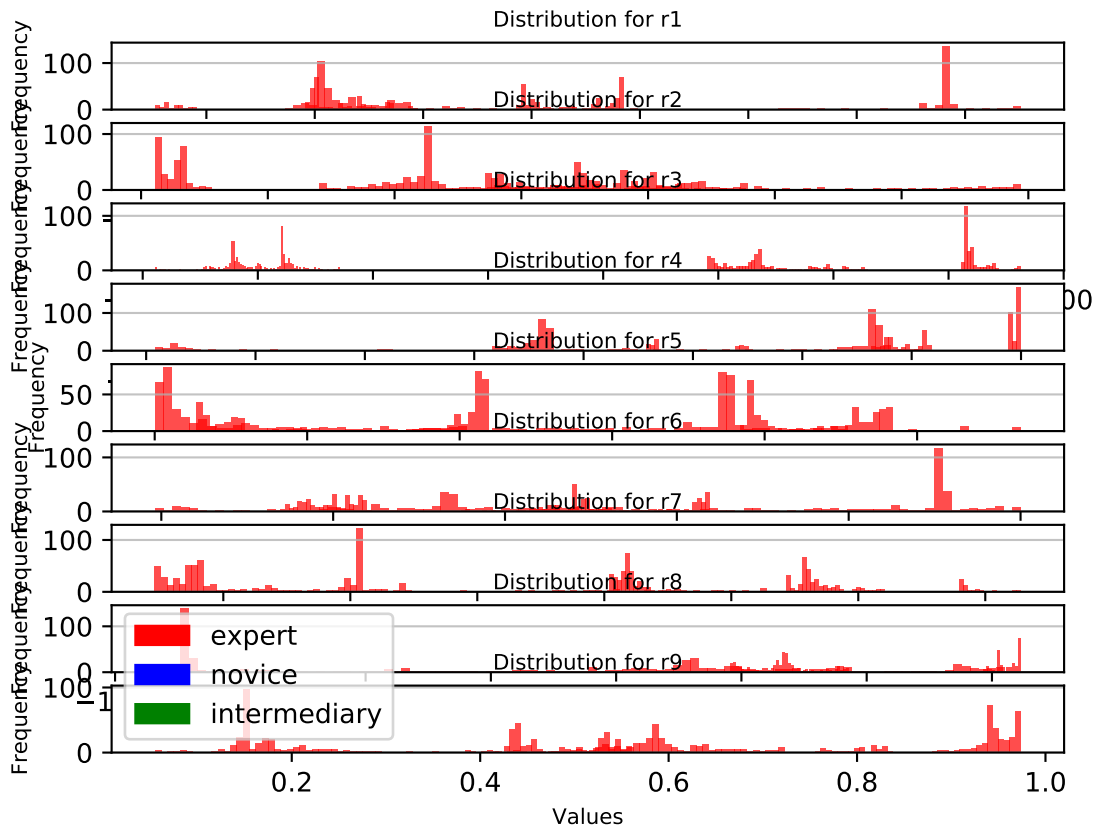 Distribution for r1
Frequency
100
0
Distribution for r2
Frequency
100
0
Distribution for r3
Frequency
100
0
Distribution for r4
Frequency
00
100
0
Distribution for r5
Frequency
50
0
Distribution for r6
Frequency
100
0
Distribution for r7
Frequency
100
0
Distribution for r8
Frequency
100
0
expert
Distribution for r9
novice
Frequency
100
−1
intermediary
0
0.2 0.4 0.6 0.8 1.0
Values